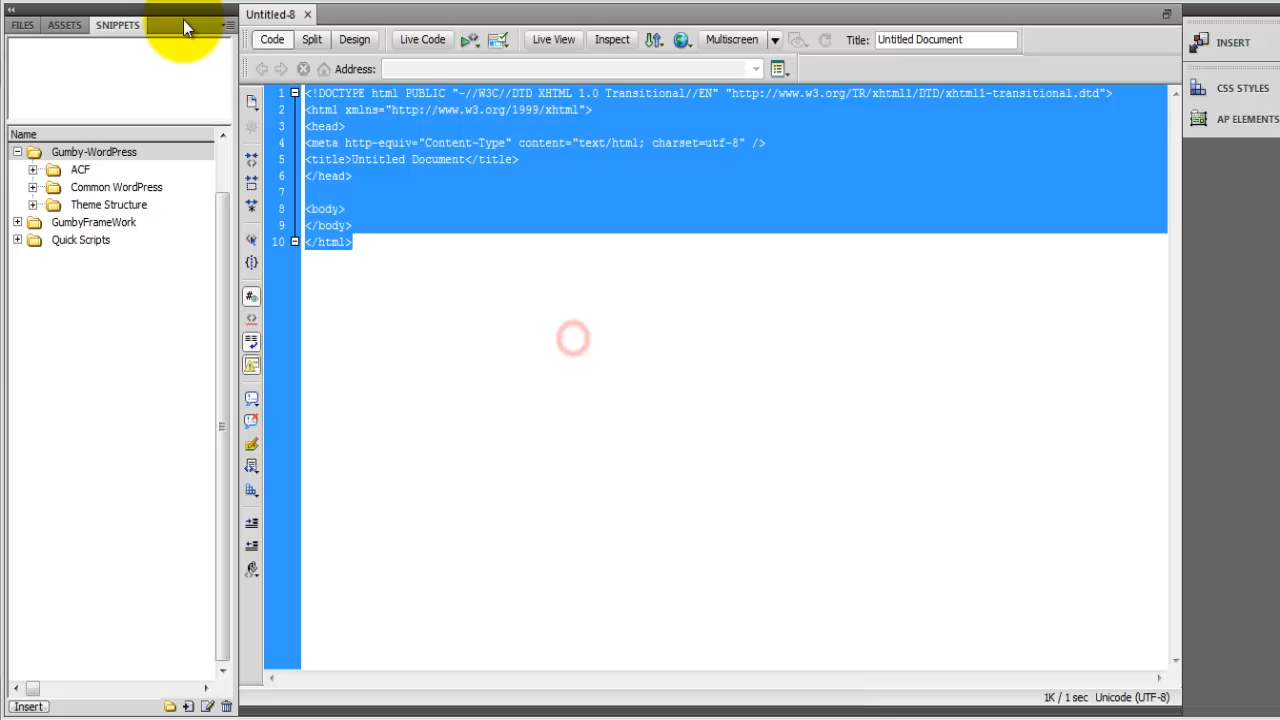 FILES ASSETS SNIPPETS
Name
Gumby-WordPress
ACF
Common WordPress
Theme Structure
GumbyFrameWork
Quick Scripts
Insert
Untitled-8
Code Split Design Live Code Live View Inspect Multiscreen Title: Untitled Document
Address:
1 <!DOCTYPE html PUBLIC "-//W3C//DTD XHTML 1.0 Transitional//EN" "http://www.w3.org/TR/xhtml1/DTD/xhtml1-transitional.dtd">
2 <html xmlns="http://www.w3.org/1999/xhtml">
3 <head>
4 <meta http-equiv="Content-Type" content="text/html; charset=utf-8" />
5 <title>Untitled Document</title>
6 </head>
7
8 <body>
9 </body>
10 </html>
1K / 1 sec Unicode (UTF-8)
INSERT
CSS STYLES
AP ELEMENTS